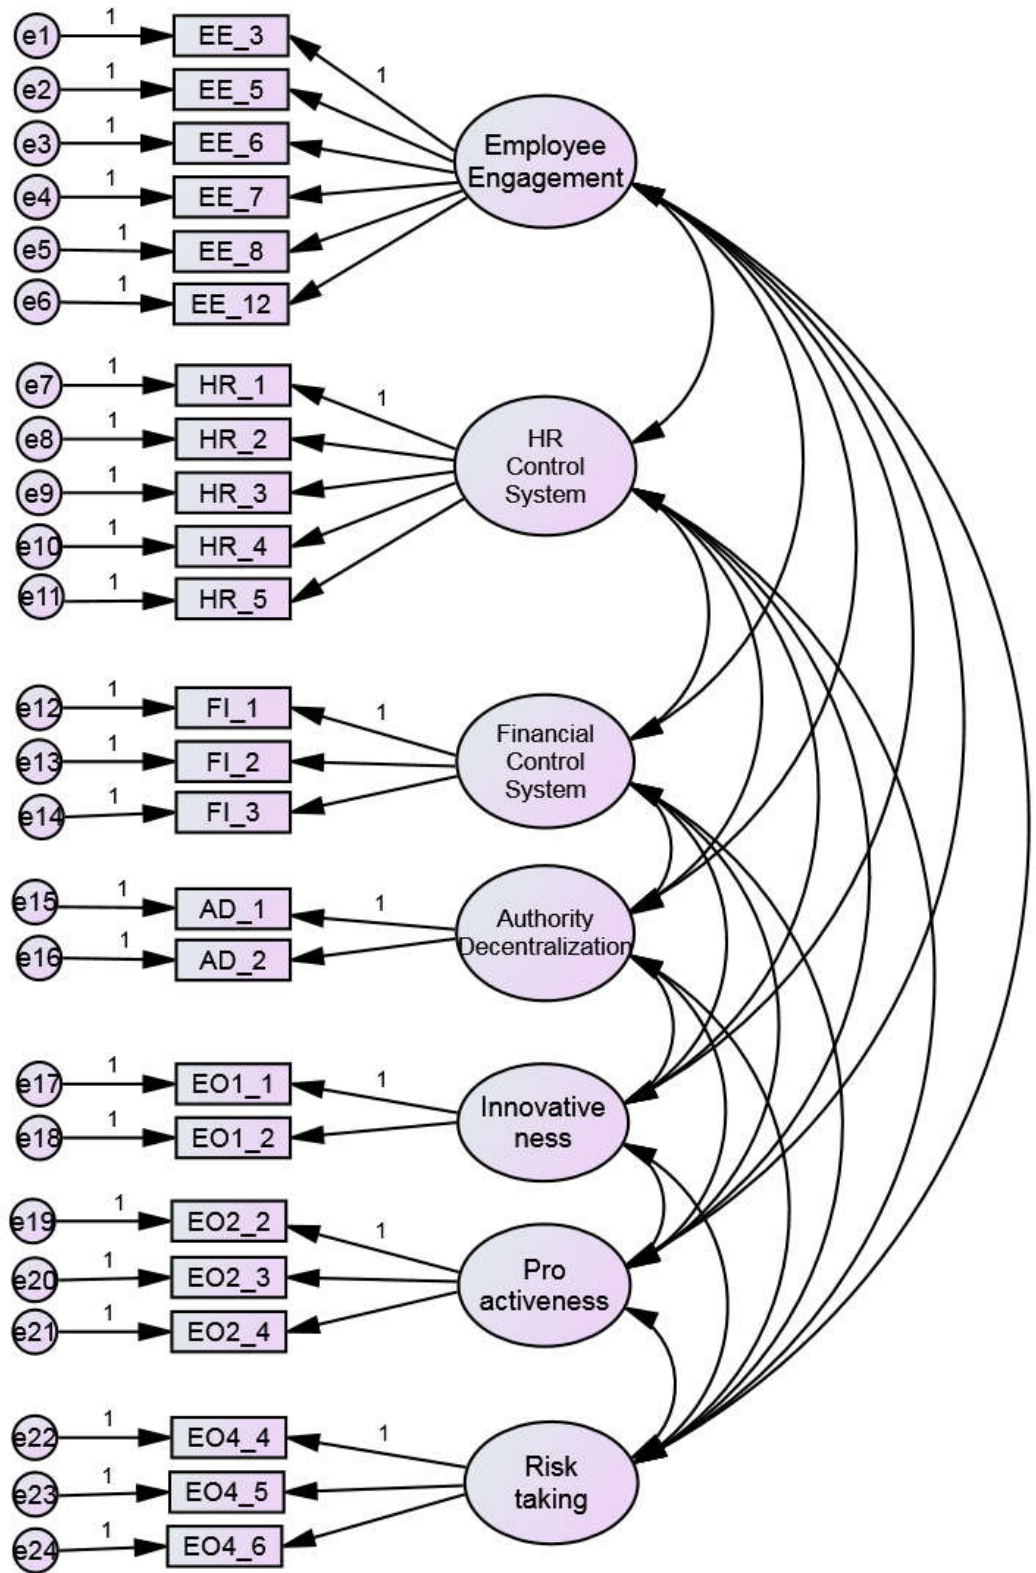 e1 1 EE_3
1
e2 1 EE_5
e3 1 EE_6
e4 1 EE_7
e5 1 EE_8
e6 1 EE_12
Employee
Engagement
e7 1 HR_1
1
e8 1 HR_2
e9 1 HR_3
e10 1 HR_4
e11 1 HR_5
HR
Control
System
e12 1 FI_1
1
e13 1 FI_2
e14 1 FI_3
Financial
Control
System
e15 1 AD_1
1
e16 1 AD_2
Authority
Decentralization
e17 1 EO1_1
1
e18 1 EO1_2
Innovative
ness
e19 1 EO2_2
1
e20 1 EO2_3
e21 1 EO2_4
Pro
activeness
e22 1 EO4_4
1
e23 1 EO4_5
e24 1 EO4_6
Risk
taking